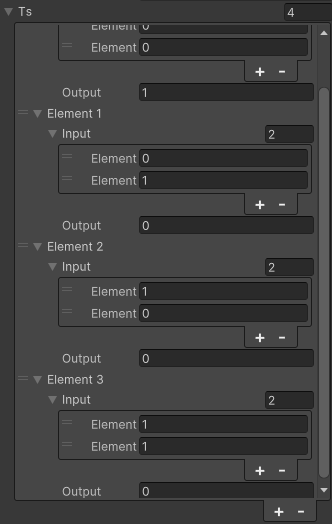 Ts 4
Element 0
Element 0
+ -
Output 1
Element 1
Input 2
Element 0
Element 1
+ -
Output 0
Element 2
Input 2
Element 1
Element 0
+ -
Output 0
Element 3
Input 2
Element 1
Element 1
+ -
Output 0
+ -